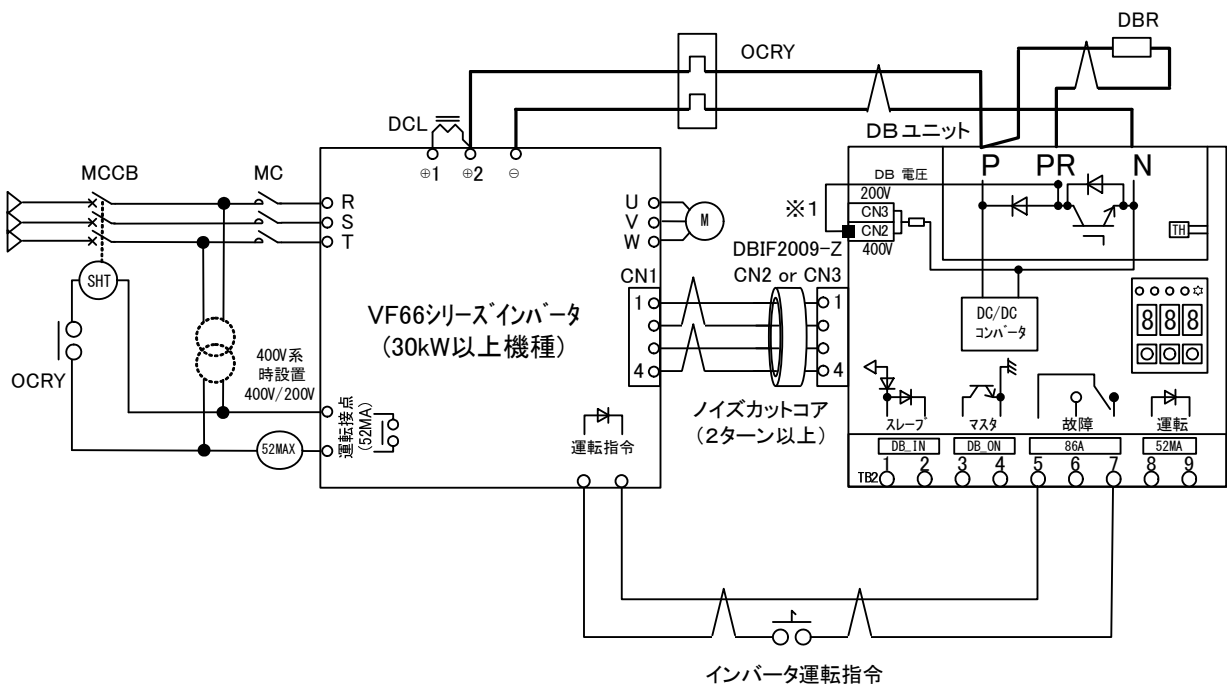 DBR
OCRY
DBユニット
DCL
⊕1 ⊕2 ⊖
MCCB
MC
R
S
T
U
V
W
M
P PR N
DB 電圧
200V
CN3
CN2
400V
※1
TH
SHT
OCRY
VF66シリーズインバータ
(30kW以上機種)
CN1
1
4
DBIF2009-Z
CN2 or CN3
1
4
DC/DC
コンバータ
888
400V系
時設置
400V/200V
ノイズカットコア
(2ターン以上)
52MAX
運転接点
(52MA)
運転指令
スレーブ マスタ 故障 運転
DB_IN DB_ON 86A 52MA
TB2 1 2 3 4 5 6 7 8 9
インバータ運転指令